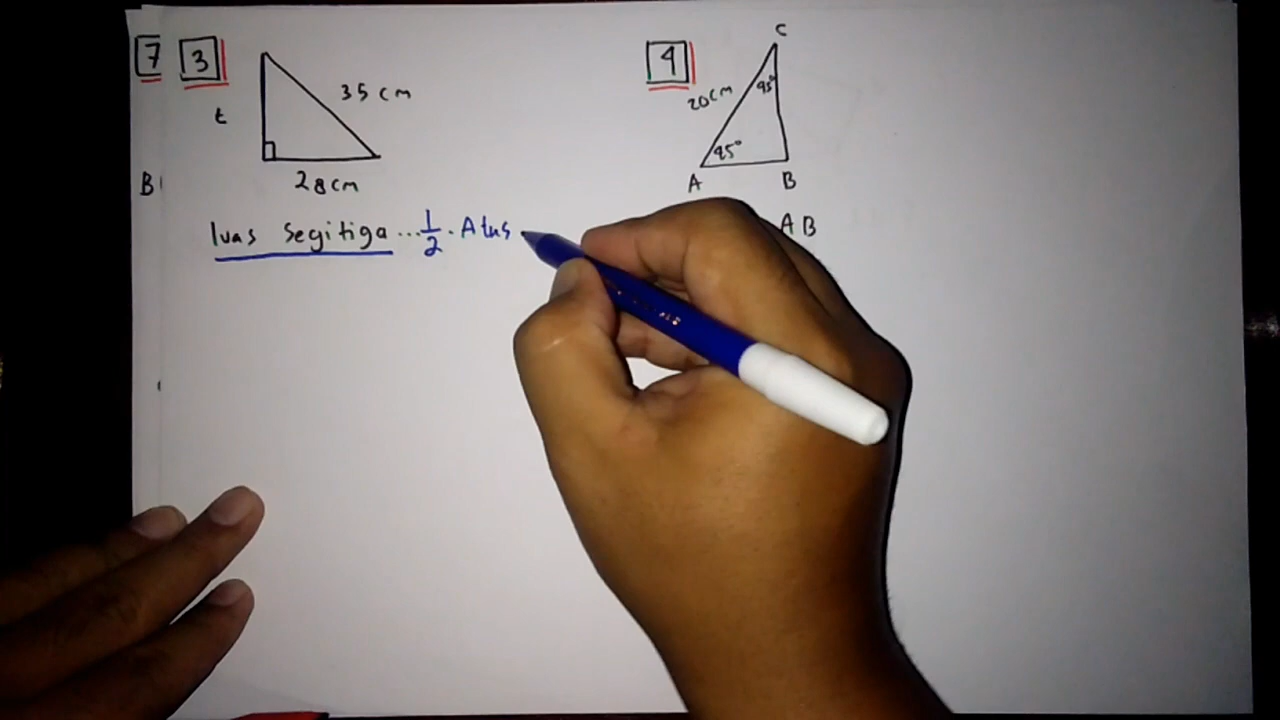 7
3
35 cm
t
28 cm
B
luas segitiga ... 1/2 . Alas
4
C
20 cm
45°
45°
A
B
AB